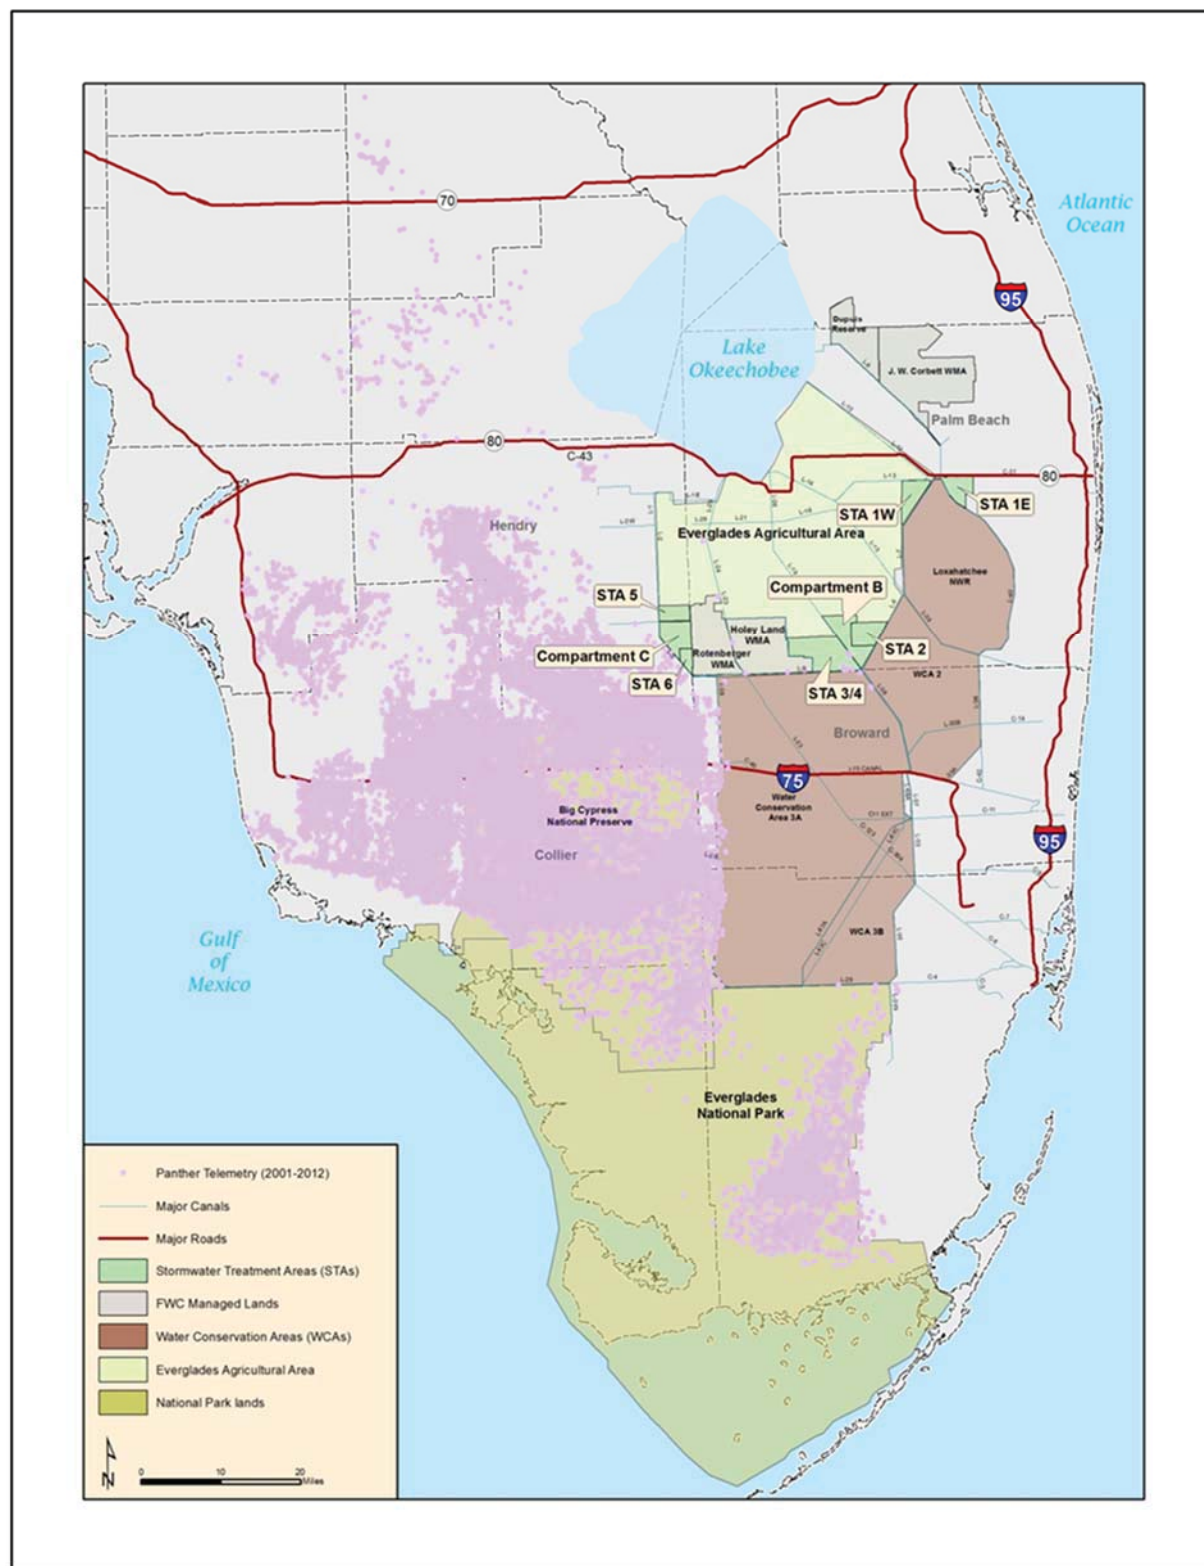 Atlantic
Ocean
70
95
Dupuis
Reserve
Lake
Okeechobee
J. W. Corbett WMA
Palm Beach
80
C-43
80
STA 1W
STA 1E
Hendry
Everglades Agricultural Area
Loxahatchee
NWR
Compartment B
STA 5
Holey Land
WMA
STA 2
Compartment C
Rotenberger
WMA
STA 6
STA 3/4
WCA 2
Broward
75
Water
Conservation
Area 3A
Big Cypress
National Preserve
95
Collier
Gulf
of
Mexico
WCA 3B
Everglades
National Park
Panther Telemetry (2001-2012)
Major Canals
Major Roads
Stormwater Treatment Areas (STAs)
FWC Managed Lands
Water Conservation Areas (WCAs)
Everglades Agricultural Area
National Park lands
N
0 10 20
Miles